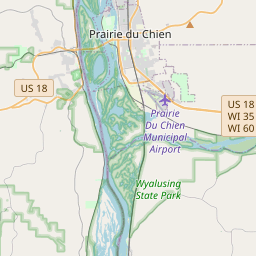 Prairie du Chien
US 18
US 18
WI 35
WI 60
Prairie
Du Chien
Municipal
Airport
Wyalusing
State Park